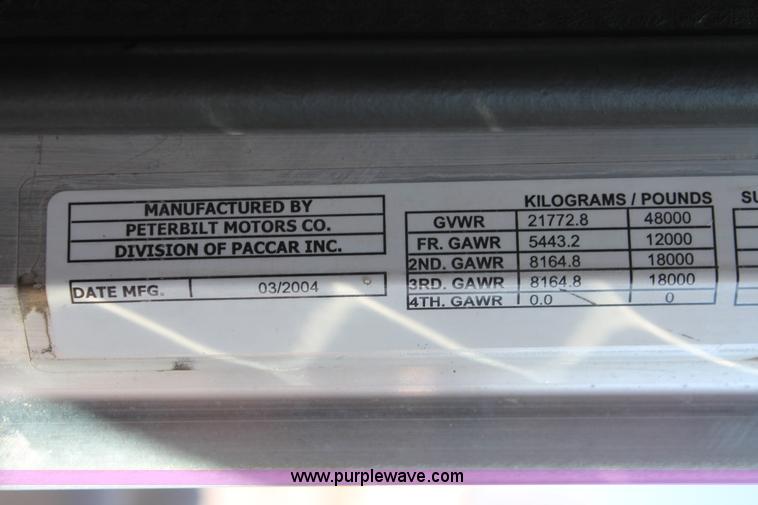 MANUFACTURED BY
PETERBILT MOTORS CO.
DIVISION OF PACCAR INC.
DATE MFG. 03/2004
KILOGRAMS / POUNDS
GVWR 21772.8 48000
FR. GAWR 5443.2 12000
2ND. GAWR 8164.8 18000
3RD. GAWR 8164.8 18000
4TH. GAWR 0.0 0
SU
www.purplewave.com